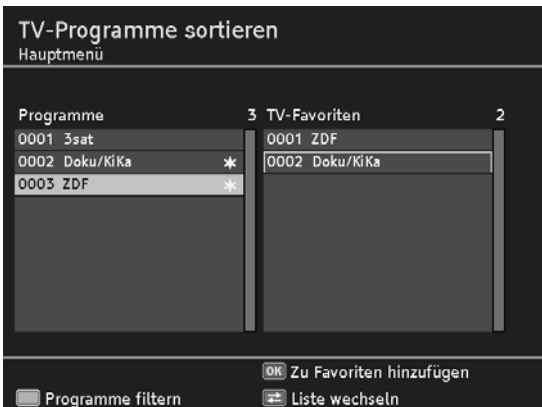 TV-Programme sortieren
Hauptmenü
Programme 3
0001 3sat
0002 Doku/KiKa *
0003 ZDF *
TV-Favoriten 2
0001 ZDF
0002 Doku/KiKa
OK Zu Favoriten hinzufügen
Programme filtern
Liste wechseln